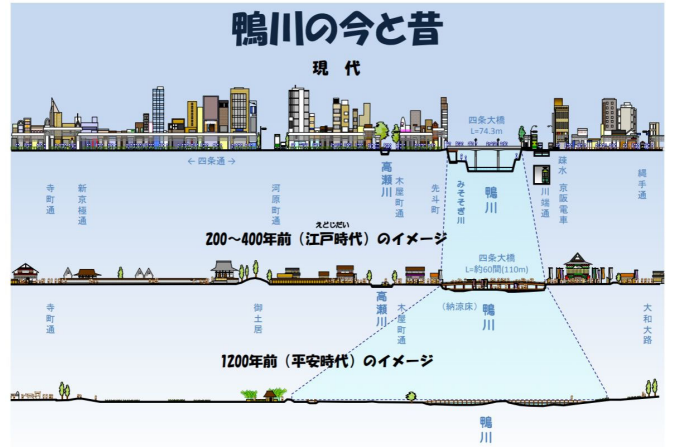 鴨川の今と昔
現 代
四条大橋
L=74.3m
← 四条通 →
寺町通
新京極通
河原町通
高瀬川
木屋町通
先斗町
みそそぎ川
鴨川
川端通
疎水
京阪電車
縄手通
えどじだい
200～400年前（江戸時代）のイメージ
四条大橋
L=約60間(110m)
寺町通
御土居
高瀬川
木屋町通
（納涼床）
鴨川
大和大路
1200年前（平安時代）のイメージ
鴨川